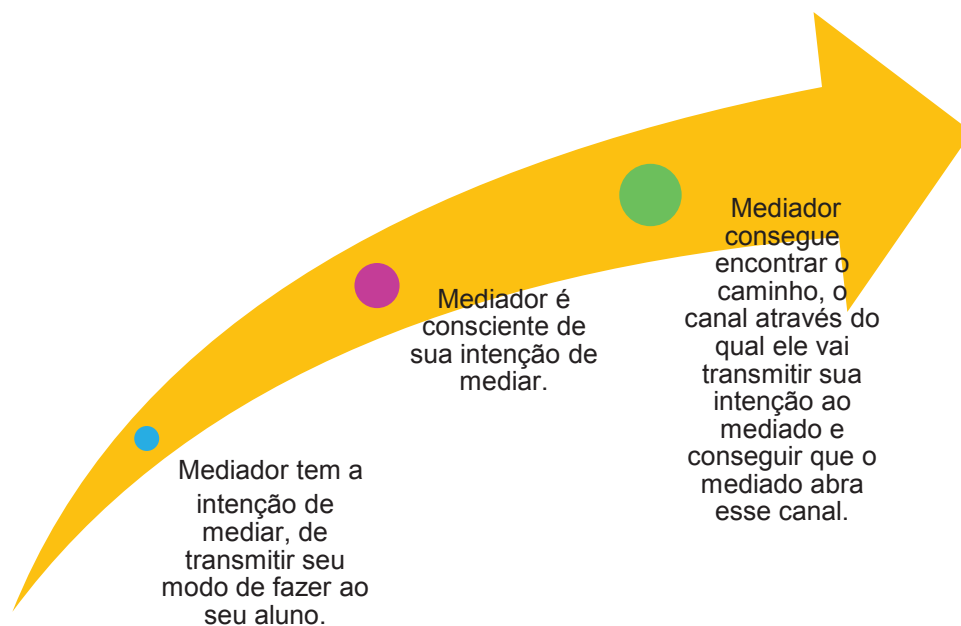 Mediador tem a
intenção de
mediar, de
transmitir seu
modo de fazer ao
seu aluno.
Mediador é
consciente de
sua intenção de
mediar.
Mediador
consegue
encontrar o
caminho, o
canal através do
qual ele vai
transmitir sua
intenção ao
mediado e
conseguir que o
mediado abra
esse canal.